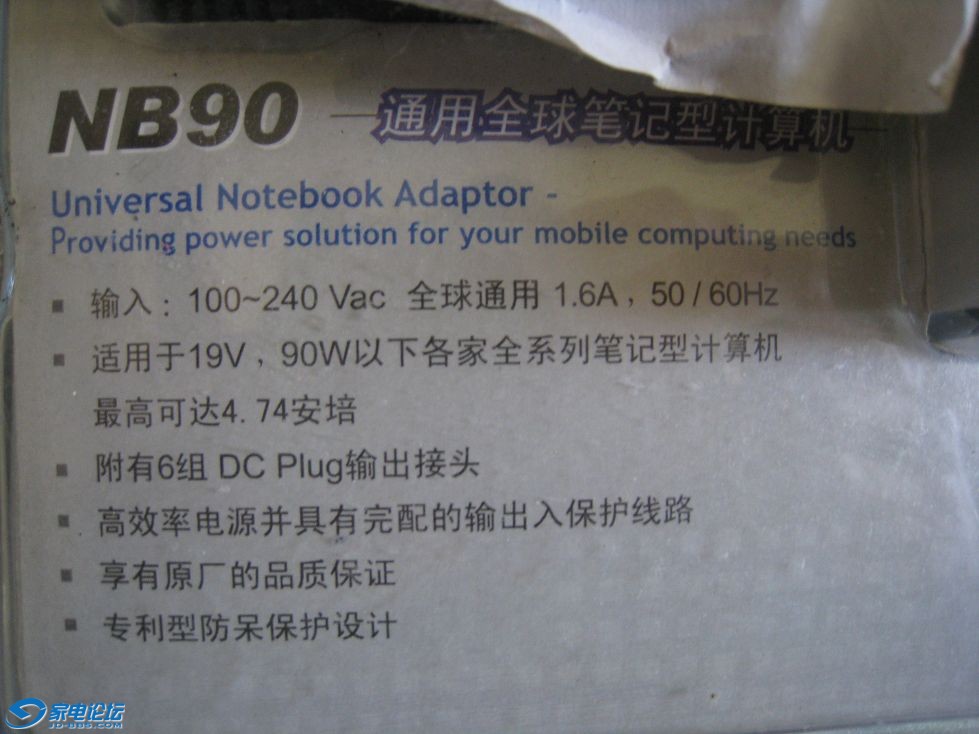 NB90 通用全球笔记型计算机
Universal Notebook Adaptor -
Providing power solution for your mobile computing needs
▪ 输入：100~240 Vac 全球通用 1.6A，50 / 60Hz
▪ 适用于19V，90W以下各家全系列笔记型计算机
最高可达4.74安培
▪ 附有6组 DC Plug输出接头
▪ 高效率电源并具有完配的输出入保护线路
▪ 享有原厂的品质保证
▪ 专利型防呆保护设计
家电论坛
JD-BBS.COM